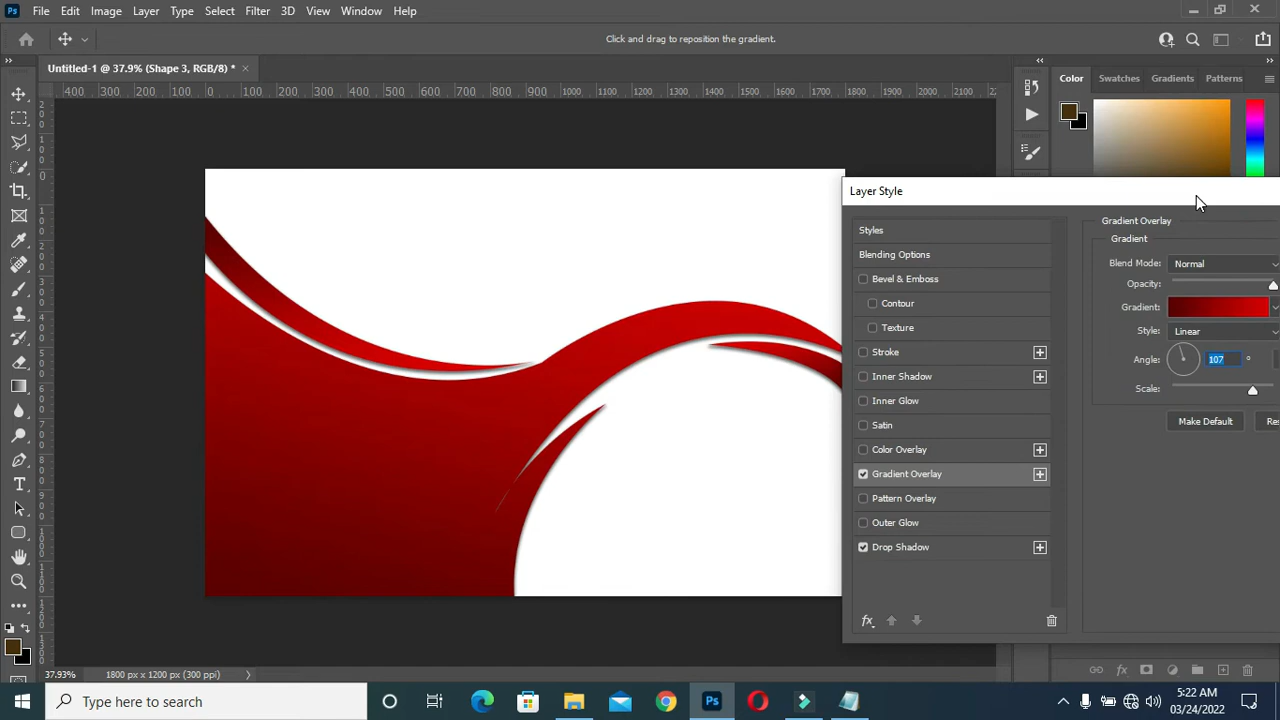 Ps File Edit Image Layer Type Select Filter 3D View Window Help
Click and drag to reposition the gradient.
Untitled-1 @ 37.9% (Shape 3, RGB/8) * ×
Color Swatches Gradients Patterns
400 300 200 100 0 100 200 300 400 500 600 700 800 900 1000 1100 1200 1300 1400 1500 1600 1700 1800 1900 2000 2100
Layer Style
Styles
Blending Options
Bevel & Emboss
Contour
Texture
Stroke
Inner Shadow
Inner Glow
Satin
Color Overlay
Gradient Overlay
Pattern Overlay
Outer Glow
Drop Shadow
fx
Gradient Overlay
Gradient
Blend Mode: Normal
Opacity:
Gradient:
Style: Linear
Angle: 107 °
Scale:
Make Default Res
37.93% 1800 px x 1200 px (300 ppi)
fx
Type here to search
Ps
5:22 AM
03/24/2022